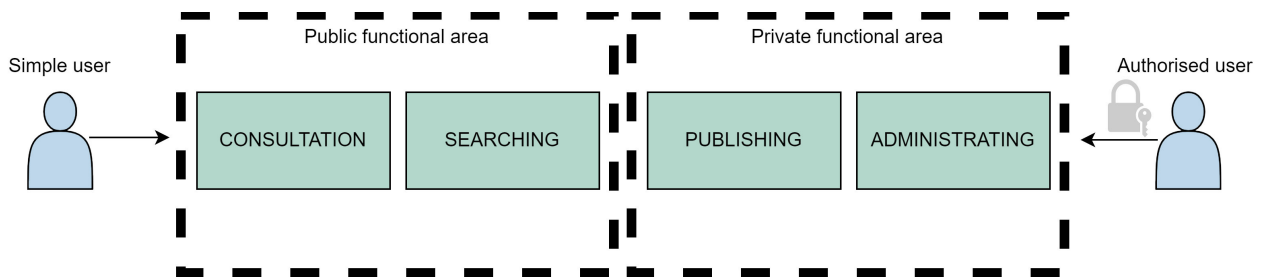 Public functional area
Private functional area
Simple user
Authorised user
CONSULTATION
SEARCHING
PUBLISHING
ADMINISTRATING